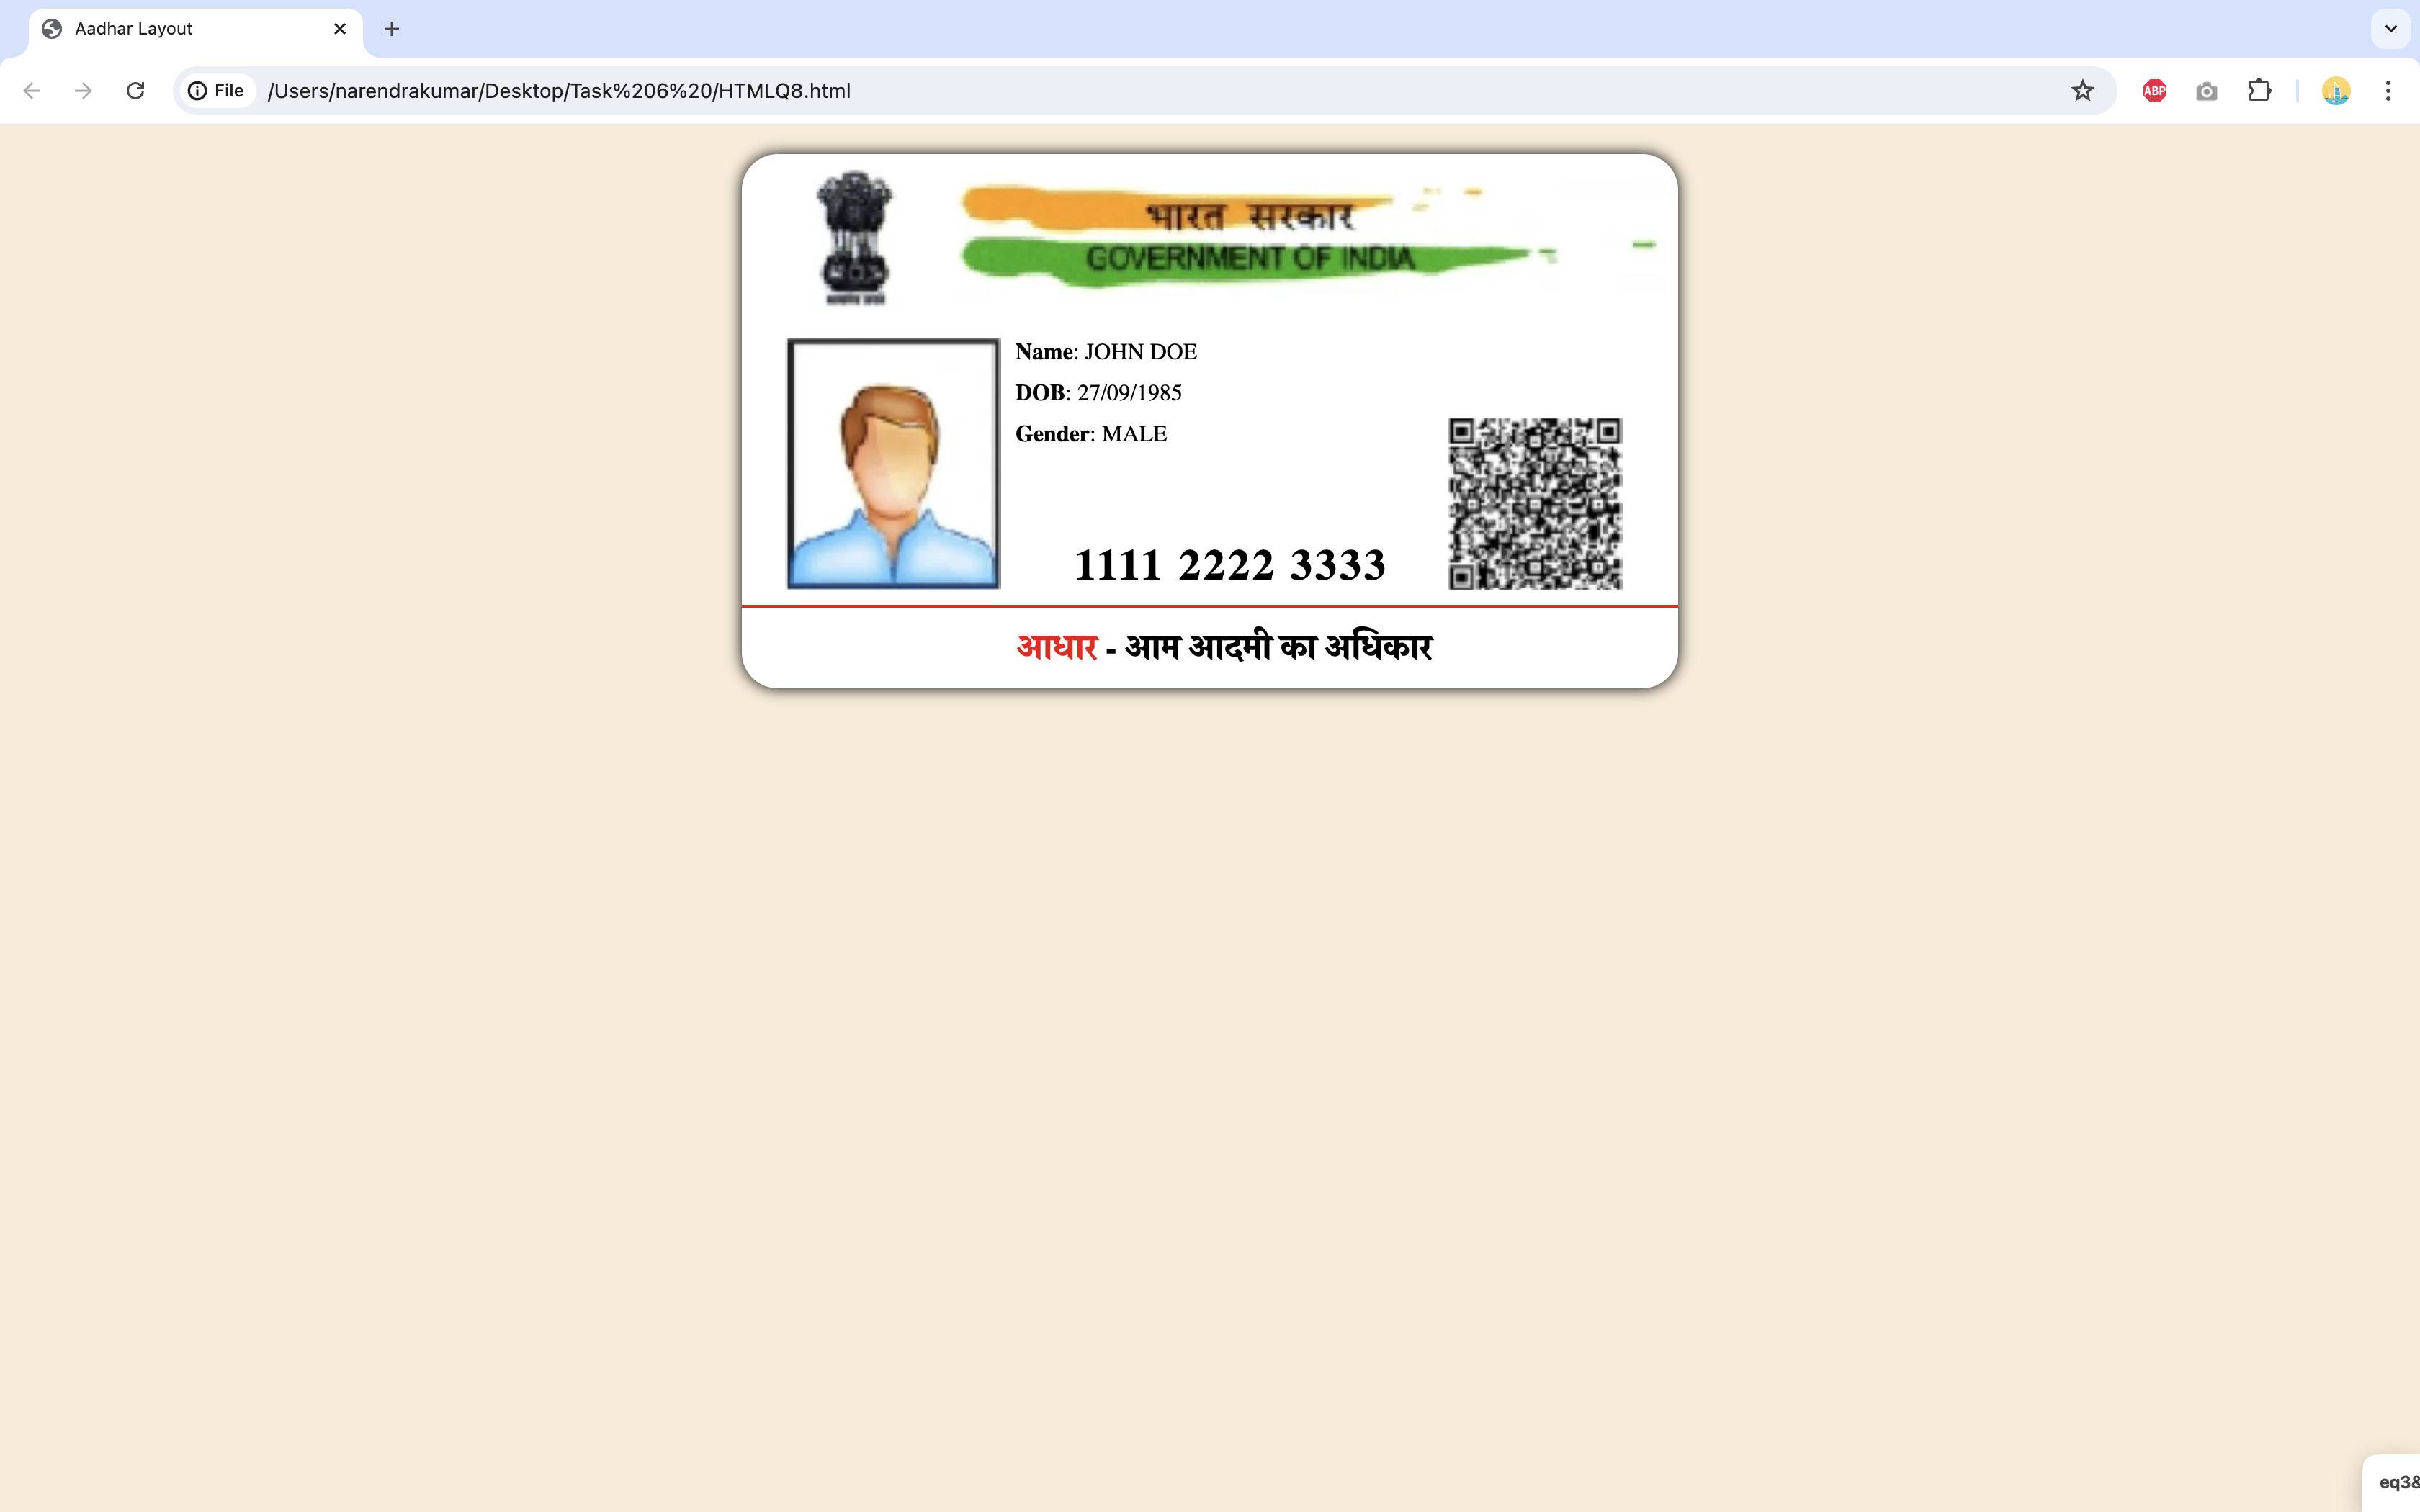 Aadhar Layout
File /Users/narendrakumar/Desktop/Task%206%20/HTMLQ8.html
ABP
भारत सरकार
GOVERNMENT OF INDIA
Name: JOHN DOE
DOB: 27/09/1985
Gender: MALE
1111 2222 3333
आधार - आम आदमी का अधिकार
eq3&